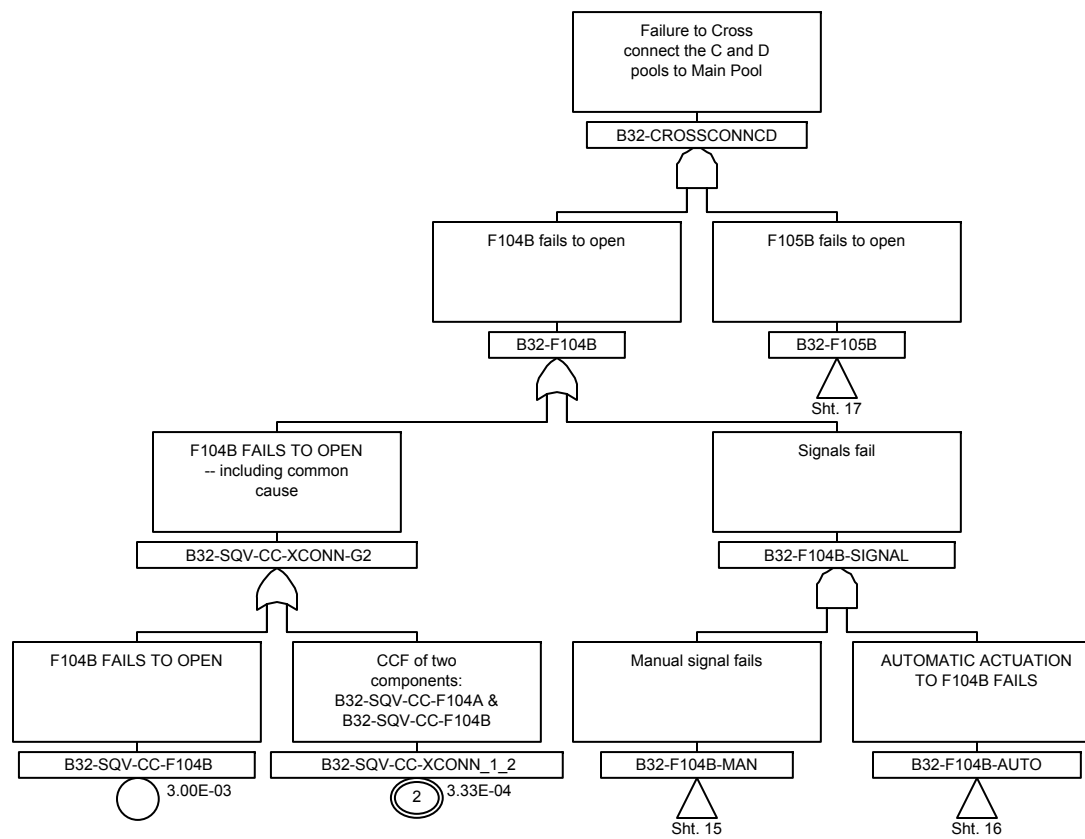 Failure to Cross
connect the C and D
pools to Main Pool
B32-CROSSCONNCD
F104B fails to open
F105B fails to open
B32-F104B
B32-F105B
Sht. 17
F104B FAILS TO OPEN
-- including common
cause
Signals fail
B32-SQV-CC-XCONN-G2
B32-F104B-SIGNAL
F104B FAILS TO OPEN
CCF of two
components:
B32-SQV-CC-F104A &
B32-SQV-CC-F104B
Manual signal fails
AUTOMATIC ACTUATION
TO F104B FAILS
B32-SQV-CC-F104B
B32-SQV-CC-XCONN_1_2
B32-F104B-MAN
B32-F104B-AUTO
3.00E-03
2
3.33E-04
Sht. 15
Sht. 16